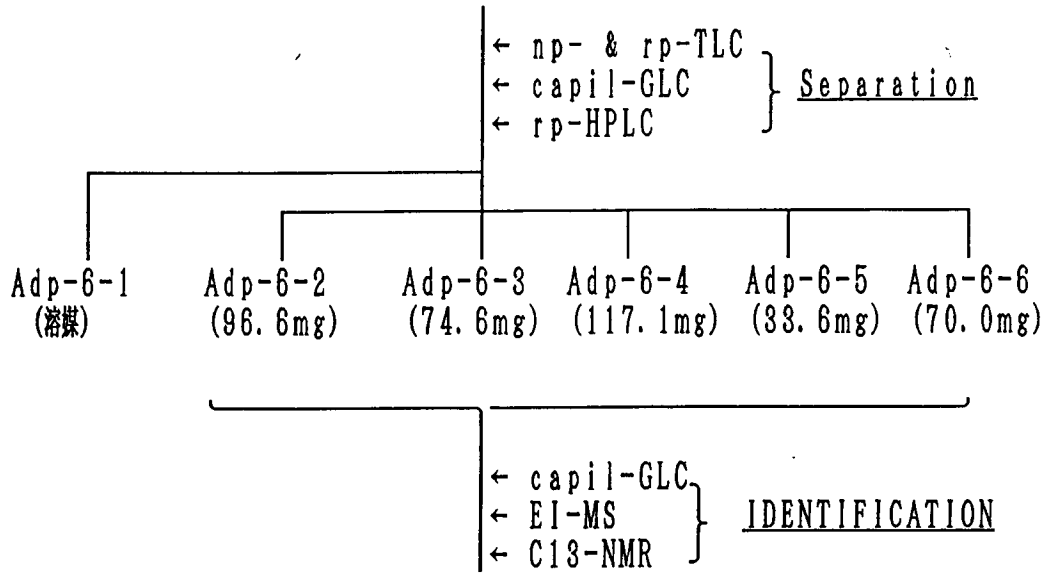 ← np- & rp-TLC
← capil-GLC
← rp-HPLC
Separation
Adp-6-1
(溶媒)
Adp-6-2
(96.6mg)
Adp-6-3
(74.6mg)
Adp-6-4
(117.1mg)
Adp-6-5
(33.6mg)
Adp-6-6
(70.0mg)
← capil-GLC
← EI-MS
← C13-NMR
IDENTIFICATION